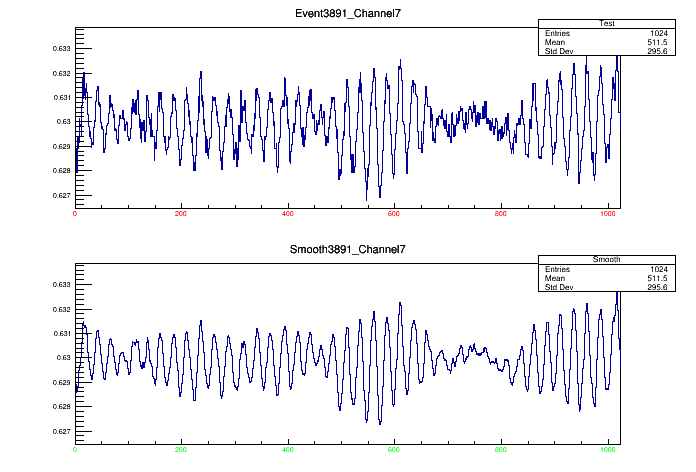 Event3891_Channel7
Test
Entries 1024
Mean 511.5
Std Dev 295.6
0.633
0.632
0.631
0.63
0.629
0.628
0.627
0 200 400 600 800 1000
Smooth3891_Channel7
Smooth
Entries 1024
Mean 511.5
Std Dev 295.6
0.633
0.632
0.631
0.63
0.629
0.628
0.627
0 200 400 600 800 1000